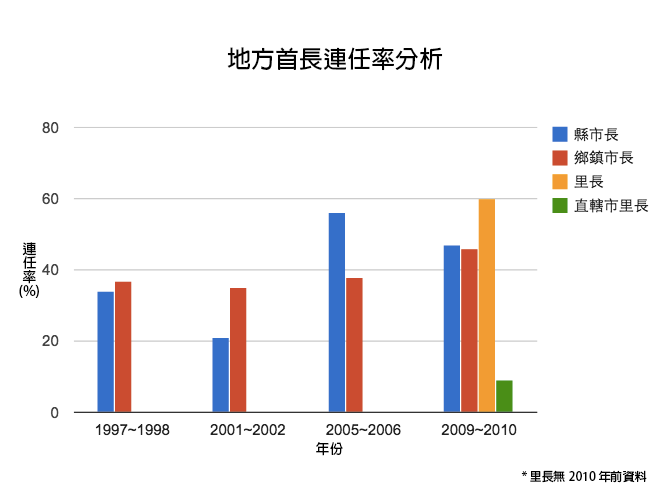 地方首長連任率分析
80
60
40
20
0
連任率(%)
1997~1998
2001~2002
2005~2006
2009~2010
年份
縣市長
鄉鎮市長
里長
直轄市里長
* 里長無 2010 年前資料